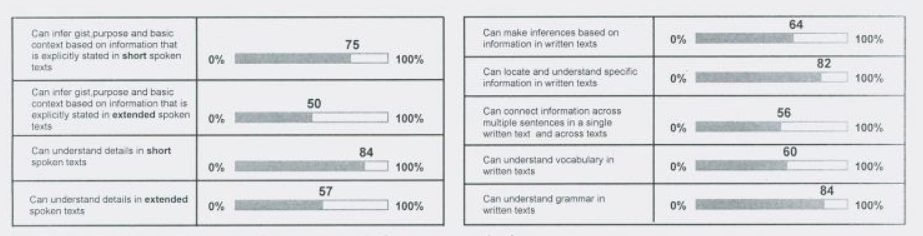 Can infer gist,purpose and basic
context based on information that
is explicitly stated in short spoken
texts
75
0% 100%
Can infer gist,purpose and basic
context based on information that is
explicitly stated in extended spoken
texts
50
0% 100%
Can understand details in short
spoken texts
84
0% 100%
Can understand details in extended
spoken texts
57
0% 100%
Can make inferences based on
information in written texts
64
0% 100%
Can locate and understand specific
information in written texts
82
0% 100%
Can connect information across
multiple sentences in a single
written text and across texts
56
0% 100%
Can understand vocabulary in
written texts
60
0% 100%
Can understand grammar in
written texts
84
0% 100%